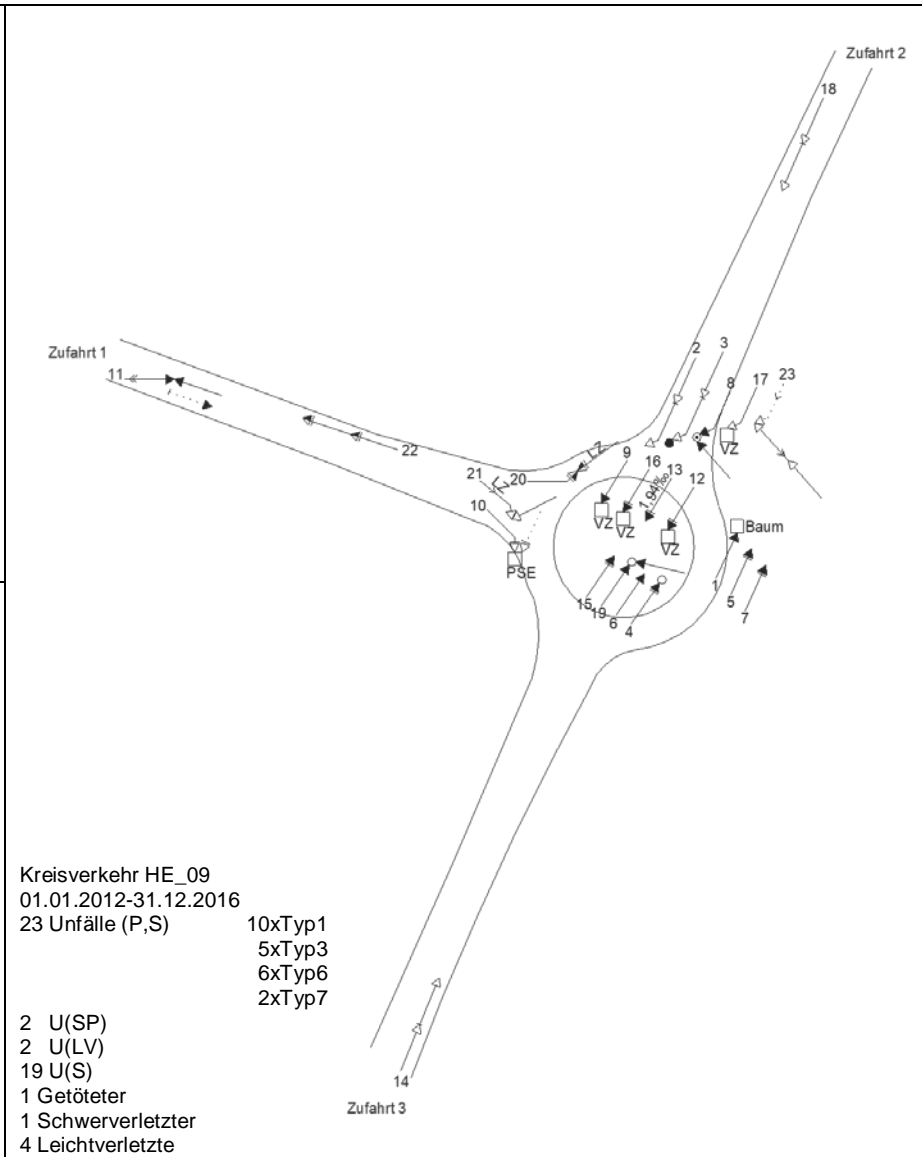 Zufahrt 2
18
Zufahrt 1
11
2
3
8
17
23
22
LZ
VZ
21
LZ
20
9
16
1,94‰
13
12
10
VZ
VZ
VZ
Baum
PSE
15
19
6
4
1
5
7
Kreisverkehr HE_09
01.01.2012-31.12.2016
23 Unfälle (P,S) 10xTyp1
5xTyp3
6xTyp6
2xTyp7
2 U(SP)
2 U(LV)
19 U(S)
1 Getöteter
1 Schwerverletzter
4 Leichtverletzte
14
Zufahrt 3